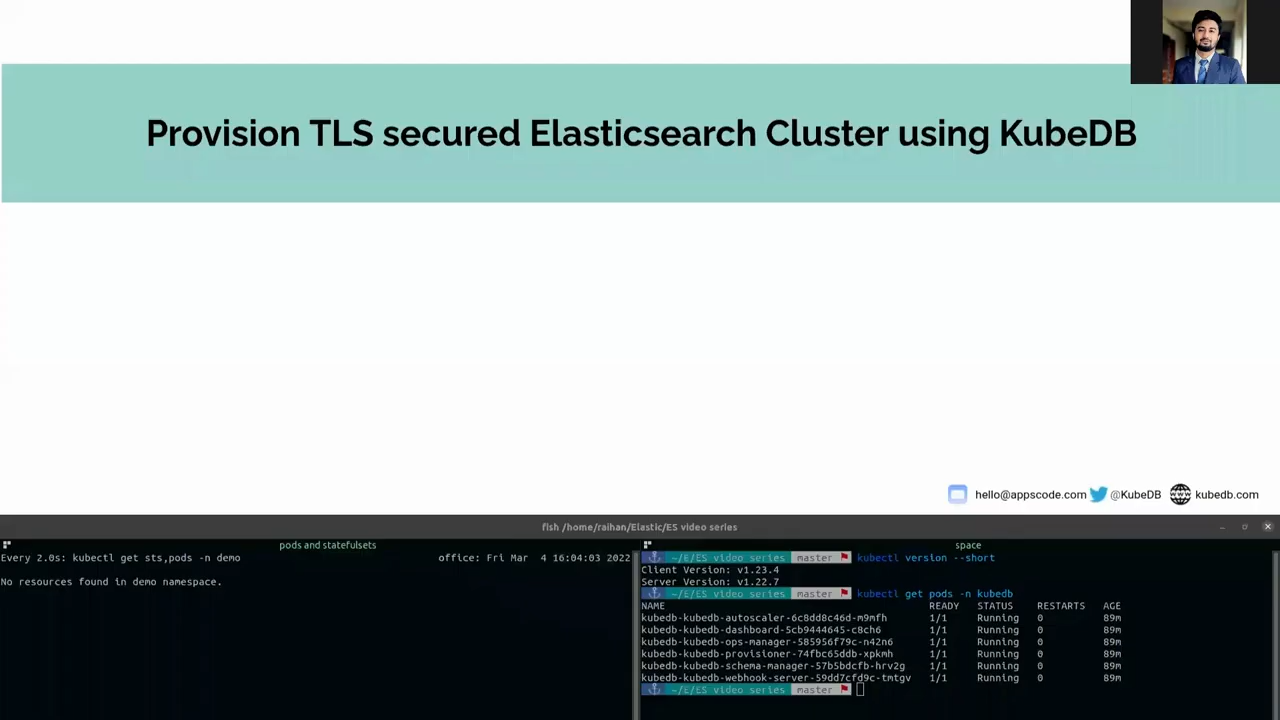 Provision TLS secured Elasticsearch Cluster using KubeDB
hello@appscode.com @KubeDB kubedb.com
fish /home/raihan/Elastic/ES video series
pods and statefulsets
Every 2.0s: kubectl get sts,pods -n demo office: Fri Mar 4 16:04:03 2022
No resources found in demo namespace.
space
~/E/ES video series master kubectl version --short
Client Version: v1.23.4
Server Version: v1.22.7
~/E/ES video series master kubectl get pods -n kubedb
NAME READY STATUS RESTARTS AGE
kubedb-kubedb-autoscaler-6c8dd8c46d-m9mfh 1/1 Running 0 89m
kubedb-kubedb-dashboard-5cb9444645-c8ch6 1/1 Running 0 89m
kubedb-kubedb-ops-manager-585956f79c-n42n6 1/1 Running 0 89m
kubedb-kubedb-provisioner-74fbc65ddb-xpkmh 1/1 Running 0 89m
kubedb-kubedb-schema-manager-57b5bdcfb-hrv2g 1/1 Running 0 89m
kubedb-kubedb-webhook-server-59dd7cfd9c-tmtgv 1/1 Running 0 89m
~/E/ES video series master